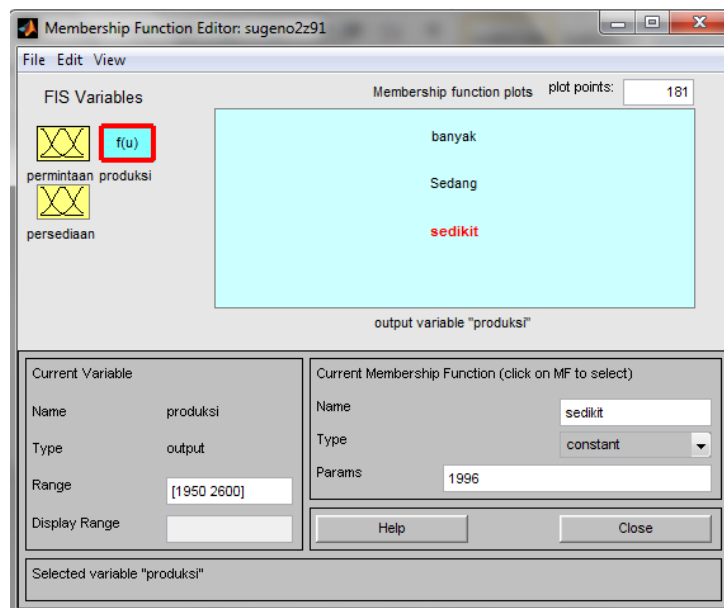 Membership Function Editor: sugeno2z91
File Edit View
FIS Variables
f(u)
permintaan produksi
persediaan
Membership function plots plot points: 181
banyak
Sedang
sedikit
output variable "produksi"
Current Variable
Name produksi
Type output
Range [1950 2600]
Display Range
Current Membership Function (click on MF to select)
Name sedikit
Type constant
Params 1996
Help Close
Selected variable "produksi"